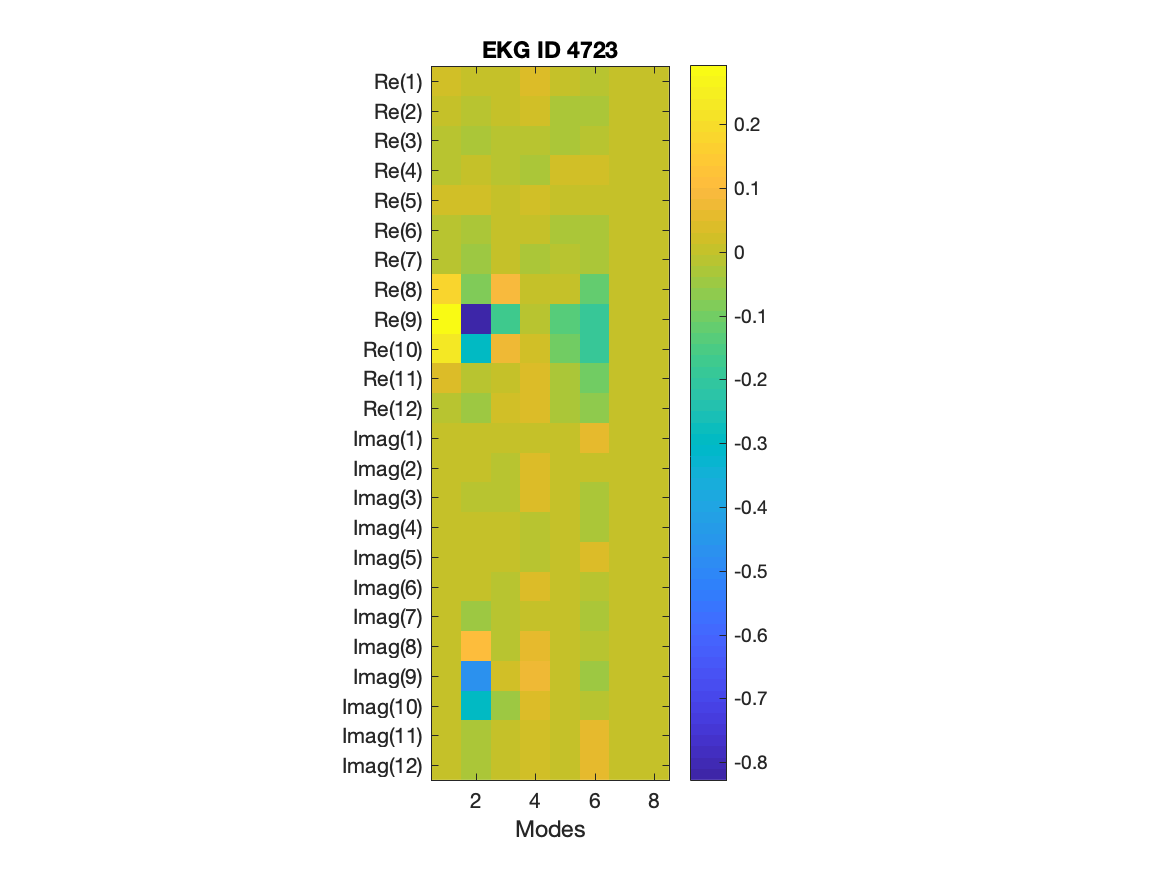 EKG ID 4723
Re(1)
Re(2)
Re(3)
Re(4)
Re(5)
Re(6)
Re(7)
Re(8)
Re(9)
Re(10)
Re(11)
Re(12)
Imag(1)
Imag(2)
Imag(3)
Imag(4)
Imag(5)
Imag(6)
Imag(7)
Imag(8)
Imag(9)
Imag(10)
Imag(11)
Imag(12)
2 4 6 8
Modes
0.2
0.1
0
-0.1
-0.2
-0.3
-0.4
-0.5
-0.6
-0.7
-0.8